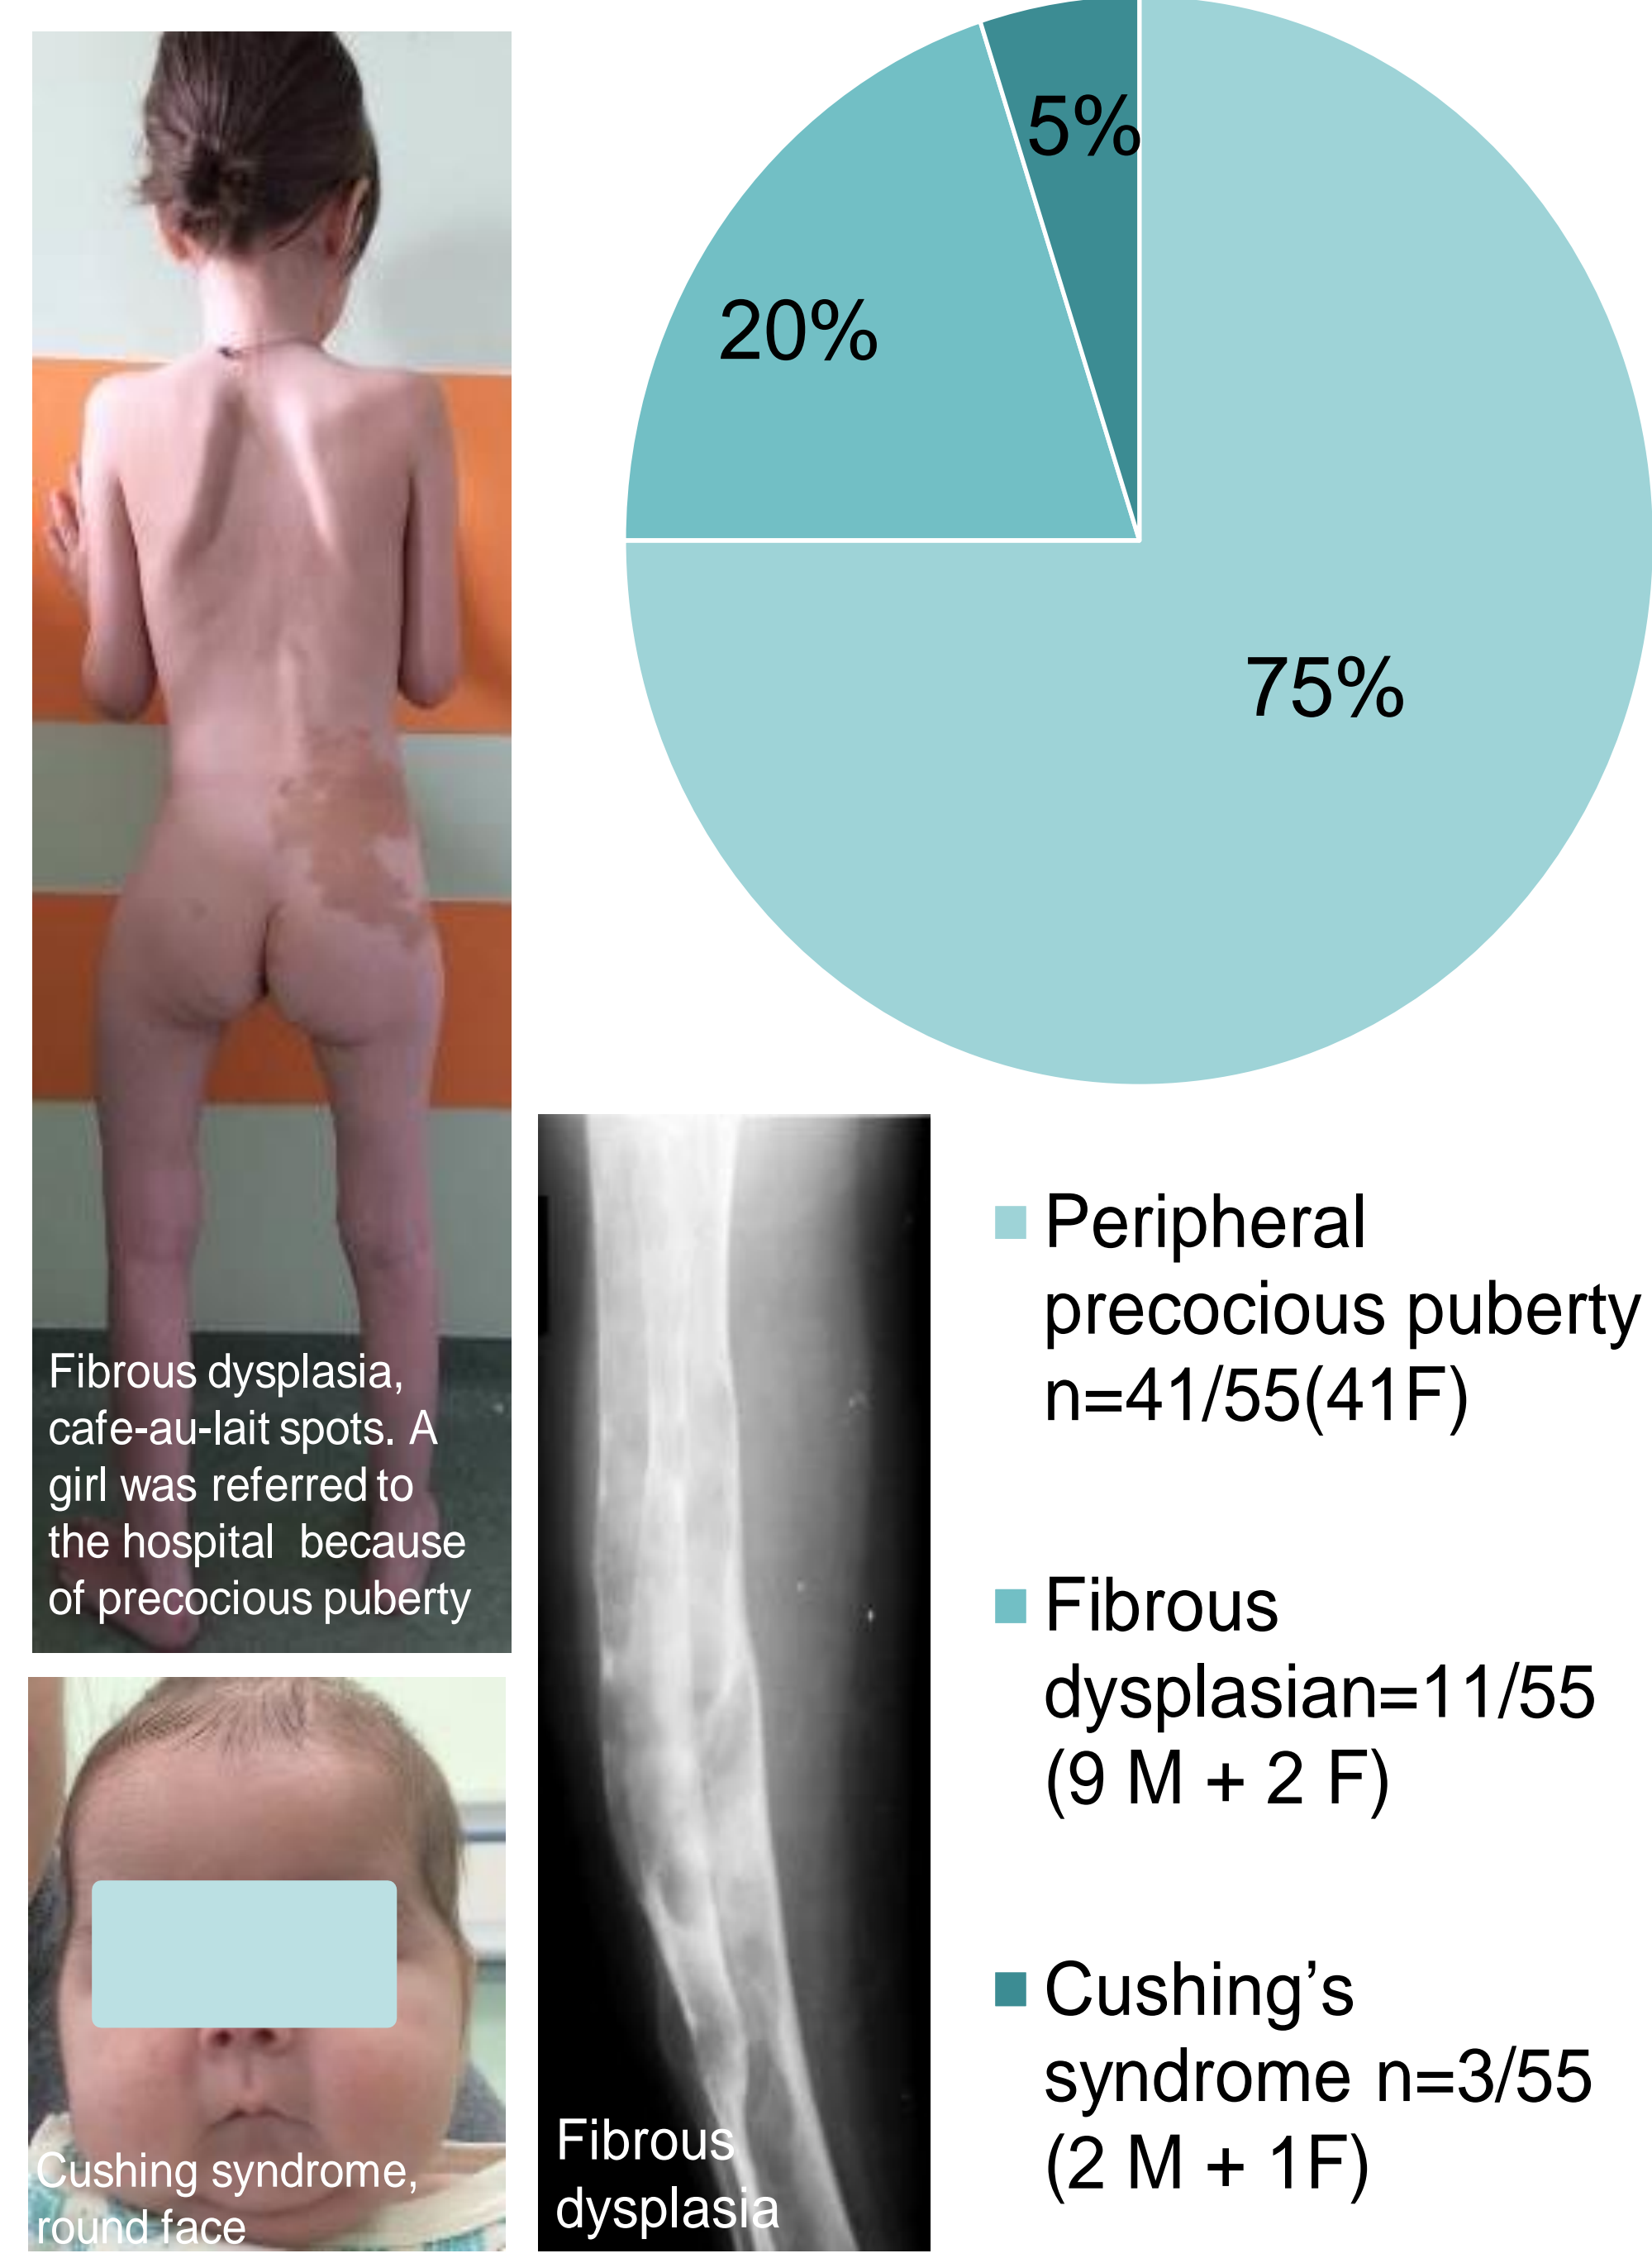 5%
20%
75%
Fibrous dysplasia,
cafe-au-lait spots. A
girl was referred to
the hospital because
of precocious puberty
Cushing syndrome,
round face
Fibrous
dysplasia
Peripheral
precocious puberty
n=41/55(41F)
Fibrous
dysplasian=11/55
(9 M + 2 F)
Cushing’s
syndrome n=3/55
(2 M + 1F)